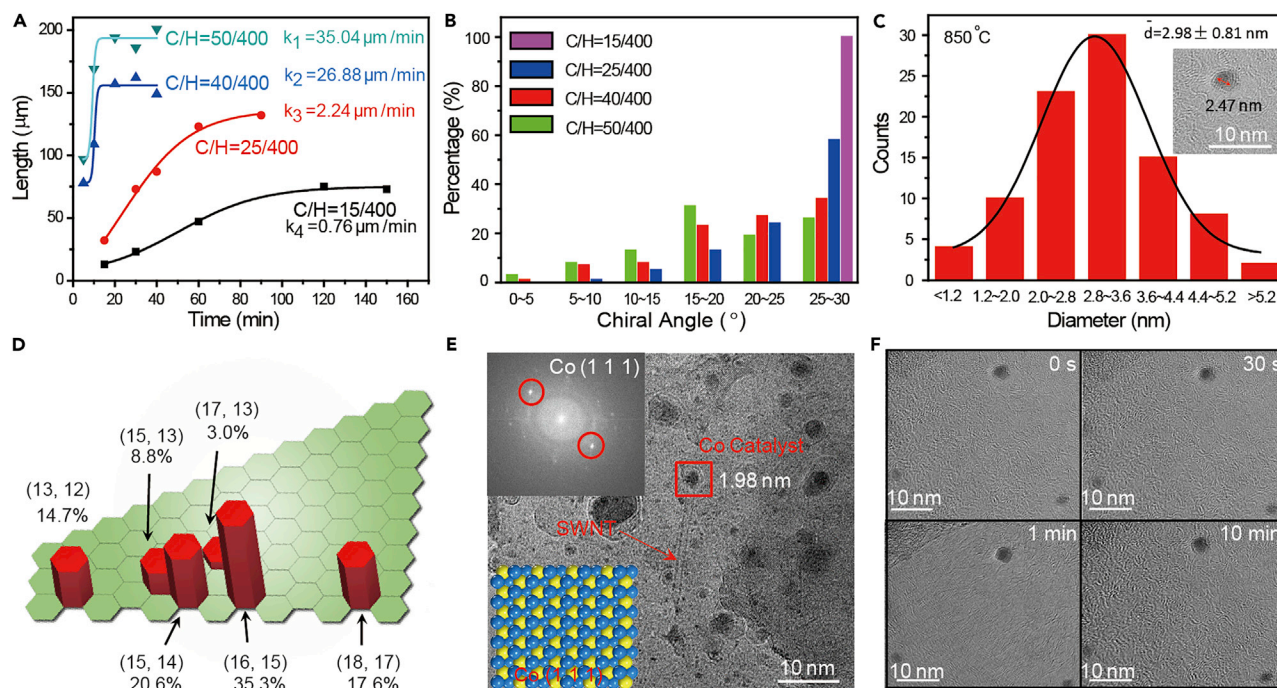 A
Length (μm)
200
150
100
50
0
C/H=50/400 k1=35.04 μm/min
C/H=40/400 k2=26.88 μm/min
k3=2.24 μm/min
C/H=25/400
C/H=15/400
k4=0.76 μm/min
0 20 40 60 80 100 120 140 160
Time (min)
B
Percentage (%)
100
80
60
40
20
0
C/H=15/400
C/H=25/400
C/H=40/400
C/H=50/400
0~5 5~10 10~15 15~20 20~25 25~30
Chiral Angle (°)
C
Counts
30
25
20
15
10
5
0
850°C
d̄=2.98 ± 0.81 nm
2.47 nm
10 nm
<1.2 1.2~2.0 2.0~2.8 2.8~3.6 3.6~4.4 4.4~5.2 >5.2
Diameter (nm)
D
(17, 13)
3.0%
(15, 13)
8.8%
(13, 12)
14.7%
(15, 14)
20.6%
(16, 15)
35.3%
(18, 17)
17.6%
E
Co (1 1 1)
Co Catalyst
1.98 nm
SWNT
Co (1 1 1)
10 nm
F
0 s
10 nm
30 s
10 nm
1 min
10 nm
10 min
10 nm